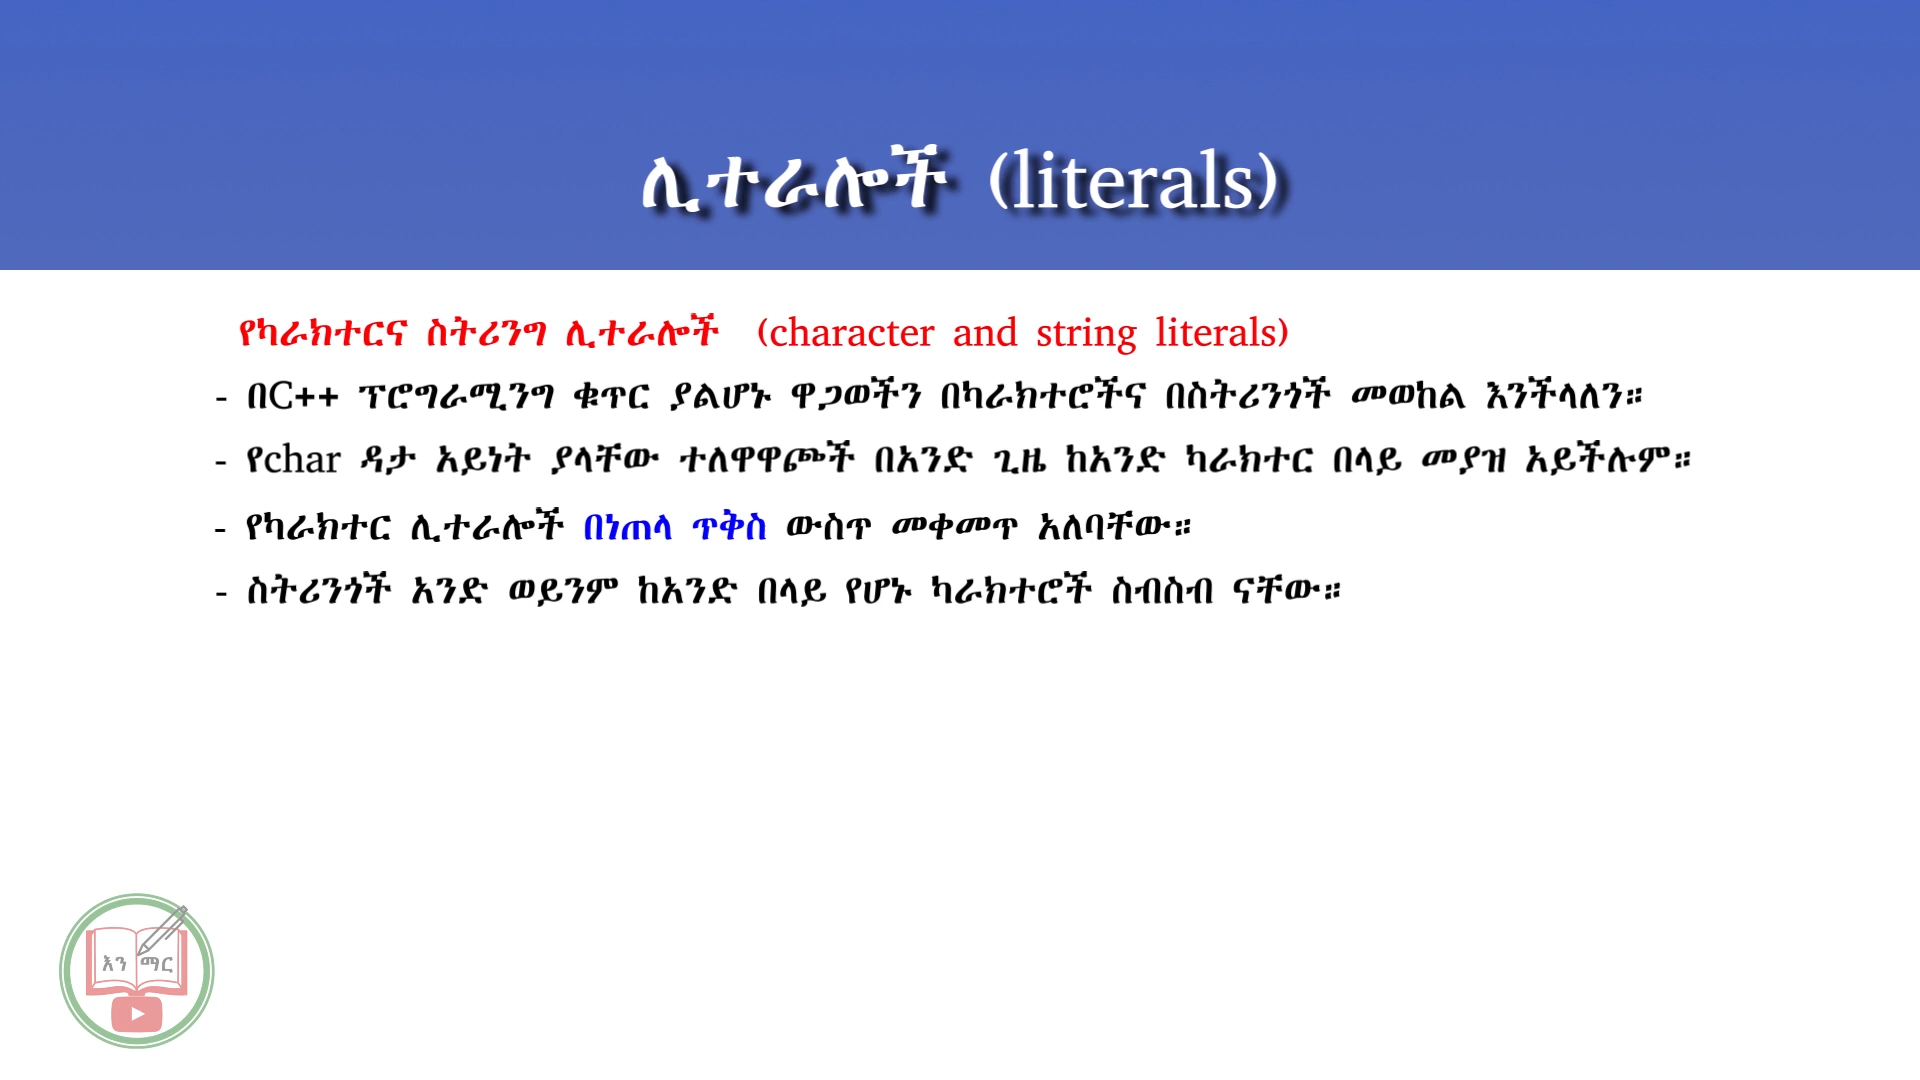 ሊተራሎች (literals)
የካራክተርና ስትሪንግ ሊተራሎች (character and string literals)
- በC++ ፕሮግራሚንግ ቁጥር ያልሆኑ ዋጋወችን በካራክተሮችና በስትሪንጎች መወከል እንችላለን።
- የchar ዳታ አይነት ያላቸው ተለዋዋጮች በአንድ ጊዜ ከአንድ ካራክተር በላይ መያዝ አይችሉም።
- የካራክተር ሊተራሎች በነጠላ ጥቅስ ውስጥ መቀመጥ አለባቸው።
- ስትሪንጎች አንድ ወይንም ከአንድ በላይ የሆኑ ካራክተሮች ስብስብ ናቸው።
እን ማር